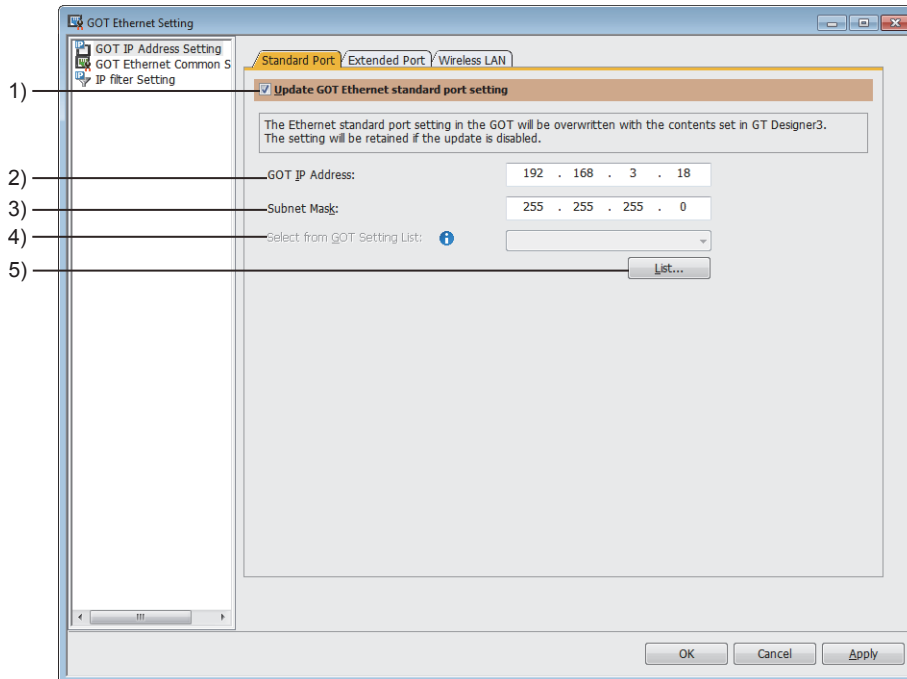 GOT Ethernet Setting
GOT IP Address Setting
GOT Ethernet Common S
IP filter Setting
Standard Port Extended Port Wireless LAN
1)
Update GOT Ethernet standard port setting
The Ethernet standard port setting in the GOT will be overwritten with the contents set in GT Designer3.
The setting will be retained if the update is disabled.
2) GOT IP Address: 192 . 168 . 3 . 18
3) Subnet Mask: 255 . 255 . 255 . 0
4) Select from GOT Setting List:
5) List...
OK Cancel Apply